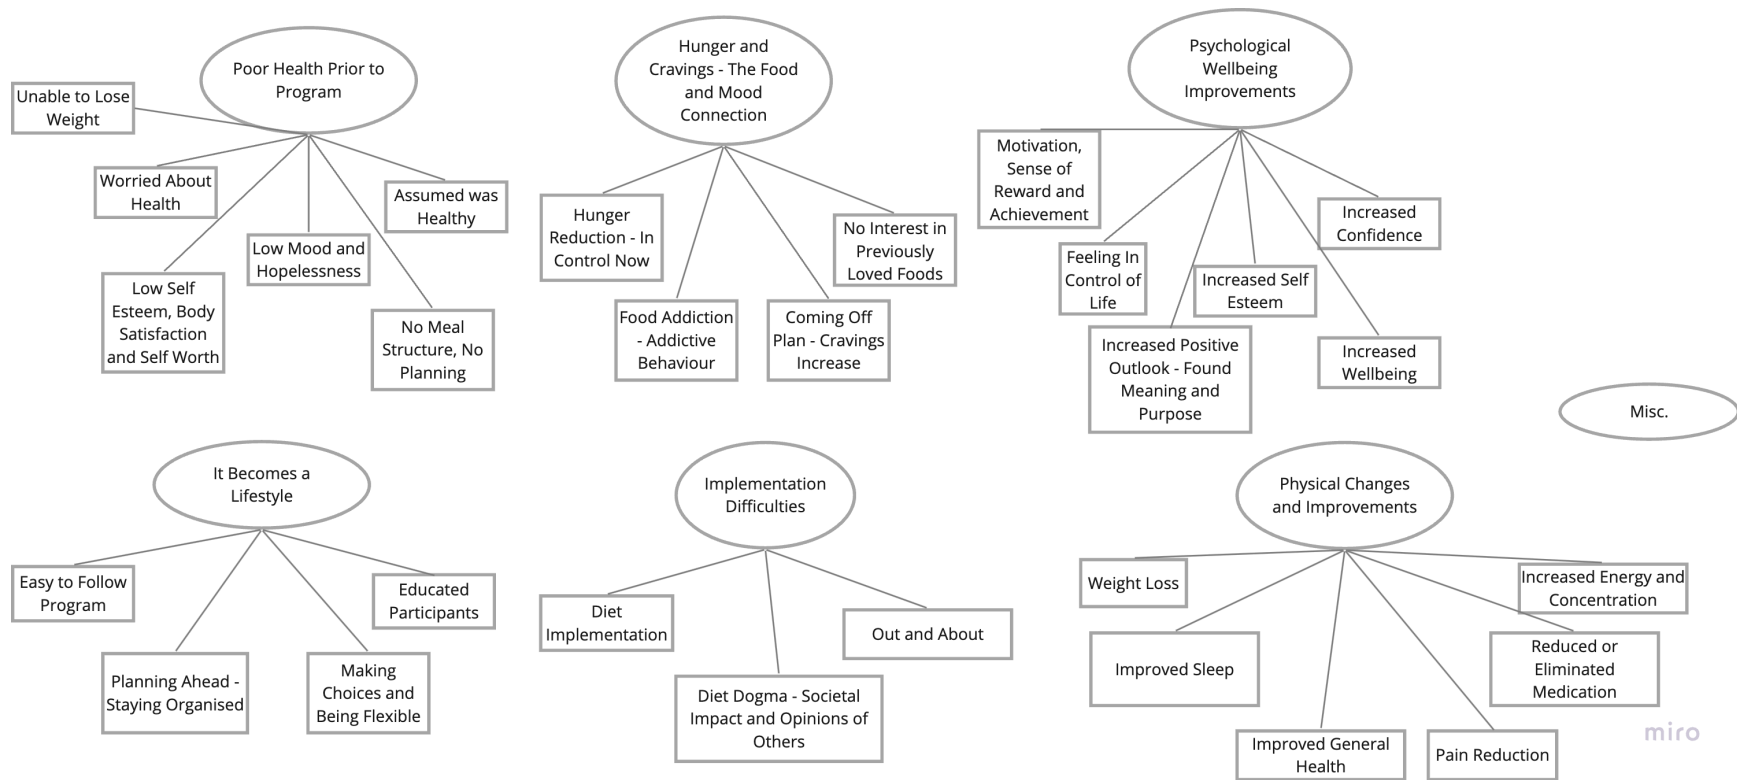 Poor Health Prior to
Program
Unable to Lose
Weight
Worried About
Health
Assumed was
Healthy
Low Mood and
Hopelessness
Low Self
Esteem, Body
Satisfaction
and Self Worth
No Meal
Structure, No
Planning
Hunger and
Cravings - The Food
and Mood
Connection
Hunger
Reduction - In
Control Now
No Interest in
Previously
Loved Foods
Food Addiction
- Addictive
Behaviour
Coming Off
Plan - Cravings
Increase
Psychological
Wellbeing
Improvements
Motivation,
Sense of
Reward and
Achievement
Increased
Confidence
Feeling In
Control of
Life
Increased Self
Esteem
Increased Positive
Outlook - Found
Meaning and
Purpose
Increased
Wellbeing
Misc.
It Becomes a
Lifestyle
Easy to Follow
Program
Educated
Participants
Planning Ahead -
Staying Organised
Making
Choices and
Being Flexible
Implementation
Difficulties
Diet
Implementation
Out and About
Diet Dogma - Societal
Impact and Opinions of
Others
Physical Changes
and Improvements
Weight Loss
Increased Energy and
Concentration
Improved Sleep
Reduced or
Eliminated
Medication
Improved General
Health
Pain Reduction
miro